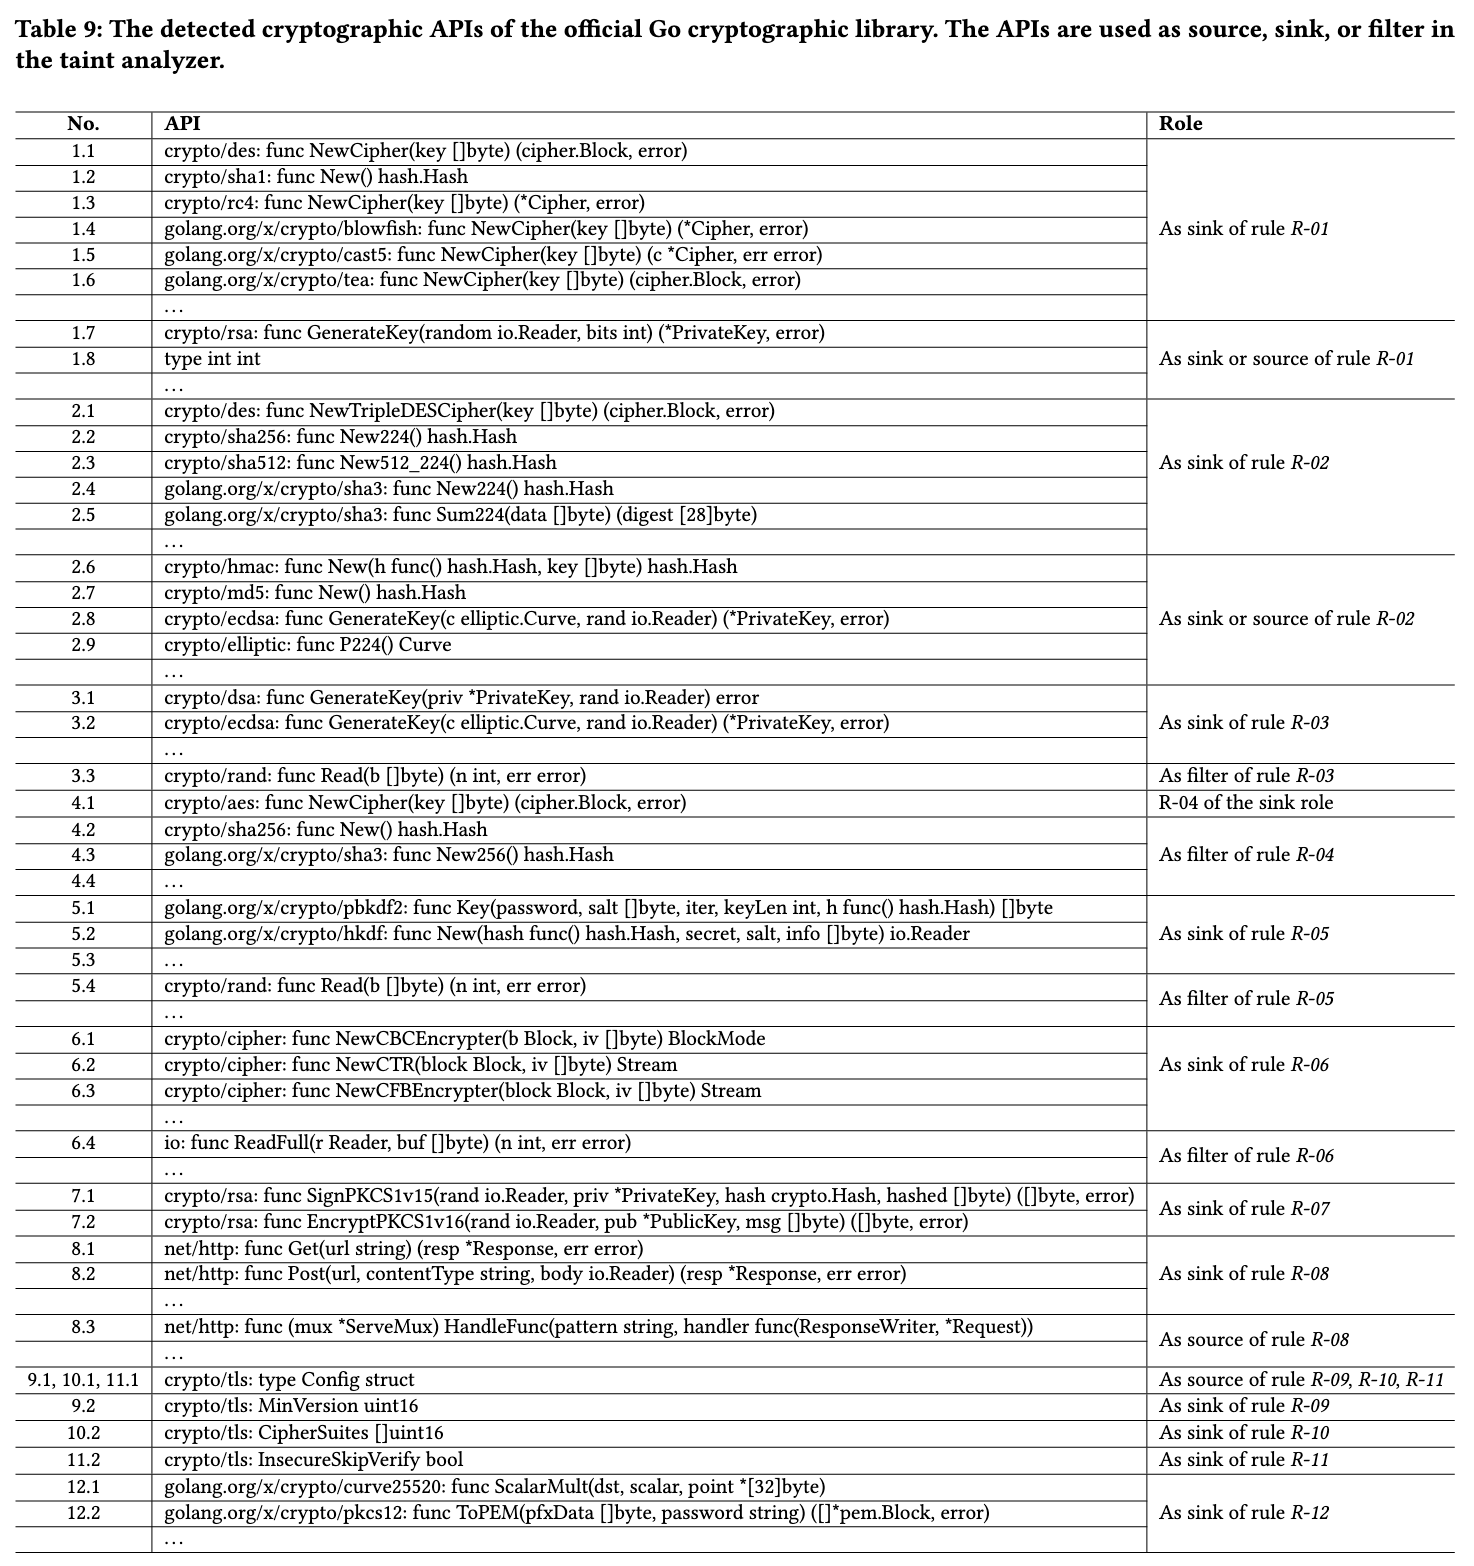 Table 9: The detected cryptographic APIs of the official Go cryptographic library. The APIs are used as source, sink, or filter in
the taint analyzer.
No. API Role
1.1 crypto/des: func NewCipher(key []byte) (cipher.Block, error)
1.2 crypto/sha1: func New() hash.Hash
1.3 crypto/rc4: func NewCipher(key []byte) (*Cipher, error)
1.4 golang.org/x/crypto/blowfish: func NewCipher(key []byte) (*Cipher, error) As sink of rule R-01
1.5 golang.org/x/crypto/cast5: func NewCipher(key []byte) (c *Cipher, err error)
1.6 golang.org/x/crypto/tea: func NewCipher(key []byte) (cipher.Block, error)
…
1.7 crypto/rsa: func GenerateKey(random io.Reader, bits int) (*PrivateKey, error)
1.8 type int int As sink or source of rule R-01
…
2.1 crypto/des: func NewTripleDESCipher(key []byte) (cipher.Block, error)
2.2 crypto/sha256: func New224() hash.Hash
2.3 crypto/sha512: func New512_224() hash.Hash As sink of rule R-02
2.4 golang.org/x/crypto/sha3: func New224() hash.Hash
2.5 golang.org/x/crypto/sha3: func Sum224(data []byte) (digest [28]byte)
…
2.6 crypto/hmac: func New(h func() hash.Hash, key []byte) hash.Hash
2.7 crypto/md5: func New() hash.Hash
2.8 crypto/ecdsa: func GenerateKey(c elliptic.Curve, rand io.Reader) (*PrivateKey, error) As sink or source of rule R-02
2.9 crypto/elliptic: func P224() Curve
…
3.1 crypto/dsa: func GenerateKey(priv *PrivateKey, rand io.Reader) error
3.2 crypto/ecdsa: func GenerateKey(c elliptic.Curve, rand io.Reader) (*PrivateKey, error) As sink of rule R-03
…
3.3 crypto/rand: func Read(b []byte) (n int, err error) As filter of rule R-03
4.1 crypto/aes: func NewCipher(key []byte) (cipher.Block, error) R-04 of the sink role
4.2 crypto/sha256: func New() hash.Hash
4.3 golang.org/x/crypto/sha3: func New256() hash.Hash As filter of rule R-04
4.4 …
5.1 golang.org/x/crypto/pbkdf2: func Key(password, salt []byte, iter, keyLen int, h func() hash.Hash) []byte
5.2 golang.org/x/crypto/hkdf: func New(hash func() hash.Hash, secret, salt, info []byte) io.Reader As sink of rule R-05
5.3 …
5.4 crypto/rand: func Read(b []byte) (n int, err error) As filter of rule R-05
…
6.1 crypto/cipher: func NewCBCEncrypter(b Block, iv []byte) BlockMode
6.2 crypto/cipher: func NewCTR(block Block, iv []byte) Stream As sink of rule R-06
6.3 crypto/cipher: func NewCFBEncrypter(block Block, iv []byte) Stream
…
6.4 io: func ReadFull(r Reader, buf []byte) (n int, err error) As filter of rule R-06
…
7.1 crypto/rsa: func SignPKCS1v15(rand io.Reader, priv *PrivateKey, hash crypto.Hash, hashed []byte) ([]byte, error) As sink of rule R-07
7.2 crypto/rsa: func EncryptPKCS1v16(rand io.Reader, pub *PublicKey, msg []byte) ([]byte, error)
8.1 net/http: func Get(url string) (resp *Response, err error)
8.2 net/http: func Post(url, contentType string, body io.Reader) (resp *Response, err error) As sink of rule R-08
…
8.3 net/http: func (mux *ServeMux) HandleFunc(pattern string, handler func(ResponseWriter, *Request)) As source of rule R-08
…
9.1, 10.1, 11.1 crypto/tls: type Config struct As source of rule R-09, R-10, R-11
9.2 crypto/tls: MinVersion uint16 As sink of rule R-09
10.2 crypto/tls: CipherSuites []uint16 As sink of rule R-10
11.2 crypto/tls: InsecureSkipVerify bool As sink of rule R-11
12.1 golang.org/x/crypto/curve25520: func ScalarMult(dst, scalar, point *[32]byte)
12.2 golang.org/x/crypto/pkcs12: func ToPEM(pfxData []byte, password string) ([]*pem.Block, error) As sink of rule R-12
…